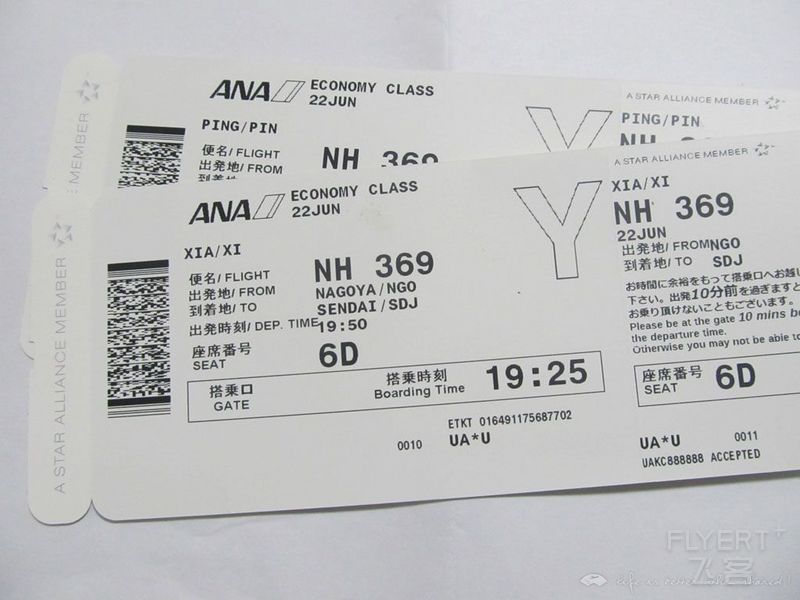 A STAR ALLIANCE MEMBER
ANA ECONOMY CLASS
22JUN
PING/PIN
便名/ FLIGHT NH 369
出発地/ FROM
到着地
Y
A STAR ALLIANCE MEMBER
PING/PIN
NH
MEMBER
ANA ECONOMY CLASS
22JUN
XIA/XI
便名/ FLIGHT NH 369
出発地/ FROM NAGOYA/NGO
到着地/ TO SENDAI/SDJ
出発時刻/ DEP. TIME 19:50
座席番号 6D
SEAT
搭乗口 搭乗時刻 19:25
GATE Boarding Time
ETKT 016491175687702
0010 UA*U
Y
A STAR ALLIANCE MEMBER
XIA/XI
NH 369
22JUN
出発地/ FROM NGO
到着地/ TO SDJ
お時間に余裕をもって搭乗口へお越し
下さい。出発10分前を過ぎますと
お乗り頂けないこともございます。
Please be at the gate 10 mins be
the departure time.
Otherwise you may not be able to
座席番号 6D
SEAT
UA*U 0011
UAKC888888 ACCEPTED
FLYERT+
飞客
life is better when shared!